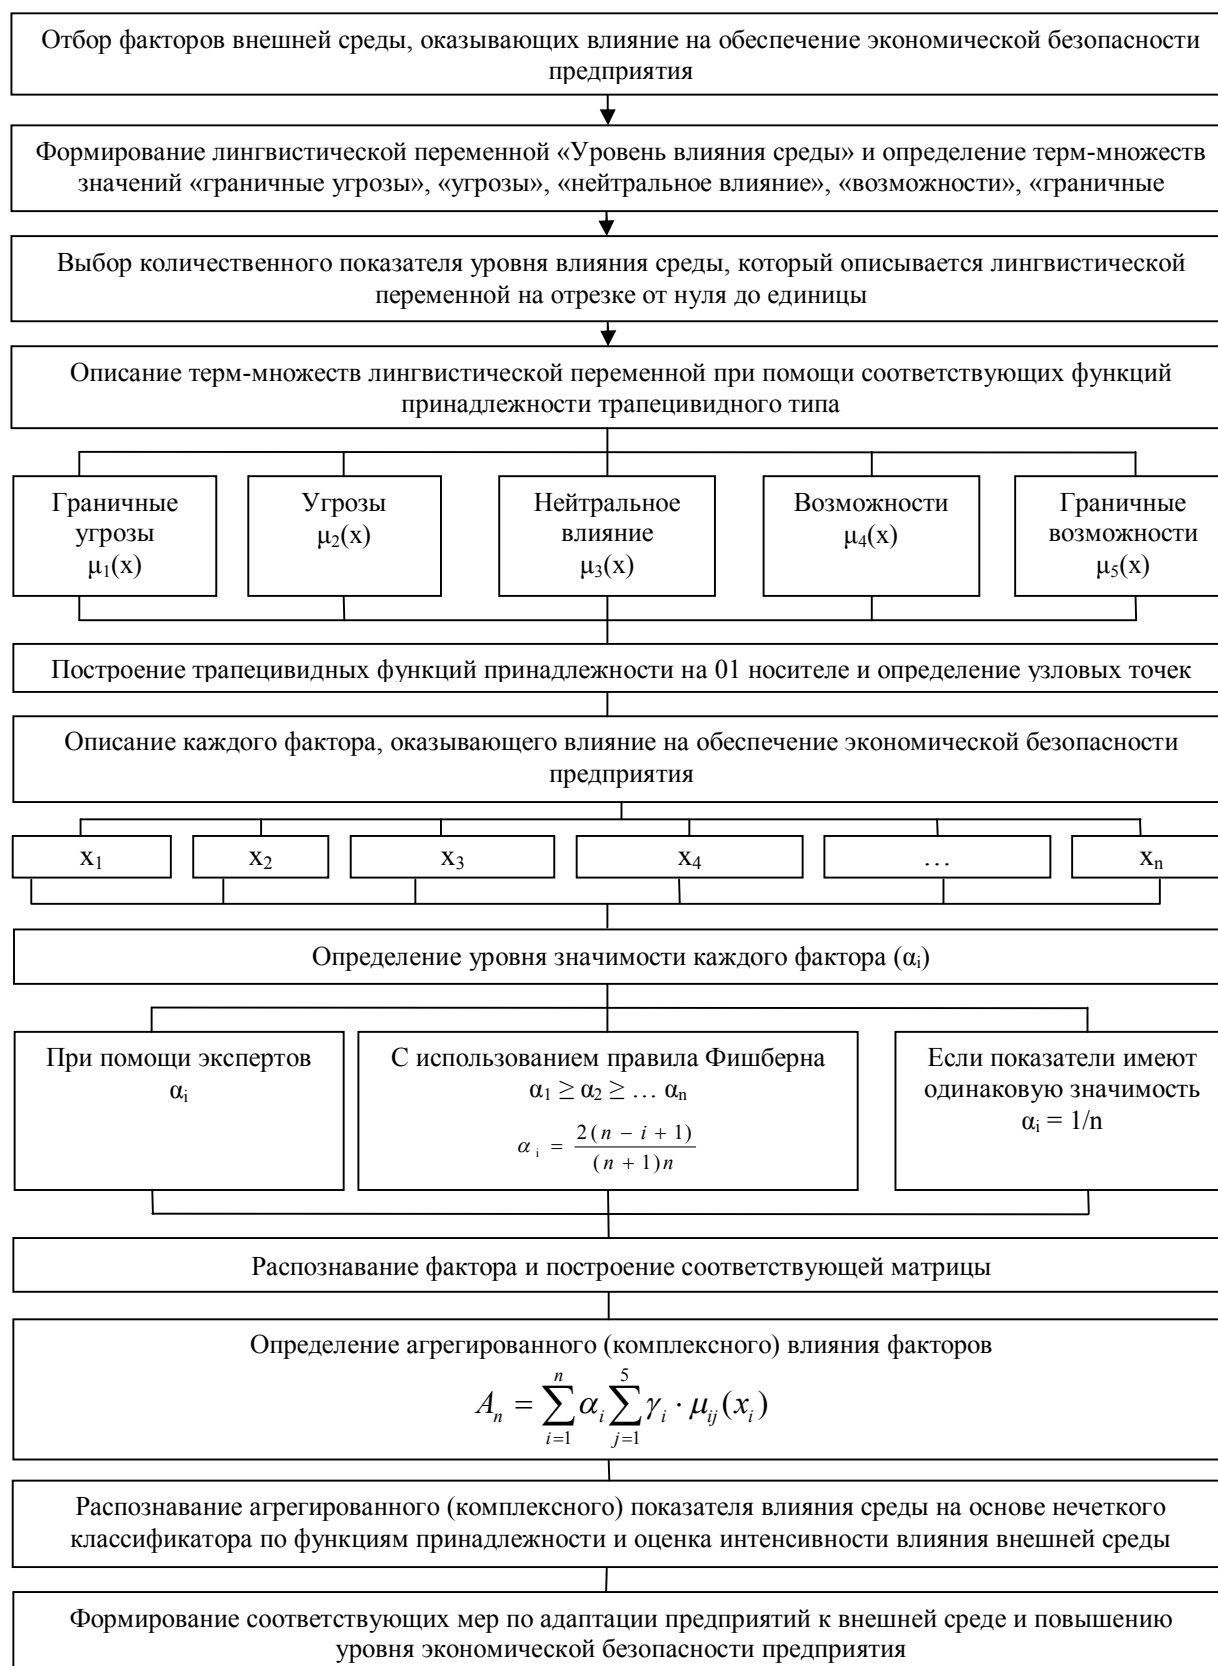 Отбор факторов внешней среды, оказывающих влияние на обеспечение экономической безопасности
предприятия
Формирование лингвистической переменной «Уровень влияния среды» и определение терм-множеств
значений «граничные угрозы», «угрозы», «нейтральное влияние», «возможности», «граничные
Выбор количественного показателя уровня влияния среды, который описывается лингвистической
переменной на отрезке от нуля до единицы
Описание терм-множеств лингвистической переменной при помощи соответствующих функций
принадлежности трапецивидного типа
Граничные
угрозы
μ₁(x)
Угрозы
μ₂(x)
Нейтральное
влияние
μ₃(x)
Возможности
μ₄(x)
Граничные
возможности
μ₅(x)
Построение трапецивидных функций принадлежности на 01 носителе и определение узловых точек
Описание каждого фактора, оказывающего влияние на обеспечение экономической безопасности
предприятия
x₁
x₂
x₃
x₄
…
xₙ
Определение уровня значимости каждого фактора (αᵢ)
При помощи экспертов
αᵢ
С использованием правила Фишберна
α₁ ≥ α₂ ≥ … αₙ
α ᵢ = 2(n − i + 1) / (n + 1)n
Если показатели имеют
одинаковую значимость
αᵢ = 1/n
Распознавание фактора и построение соответствующей матрицы
Определение агрегированного (комплексного) влияния факторов
Aₙ = ∑_{i=1}^{n} αᵢ ∑_{j=1}^{5} γᵢ · μᵢⱼ(xᵢ)
Распознавание агрегированного (комплексного) показателя влияния среды на основе нечеткого
классификатора по функциям принадлежности и оценка интенсивности влияния внешней среды
Формирование соответствующих мер по адаптации предприятий к внешней среде и повышению
уровня экономической безопасности предприятия